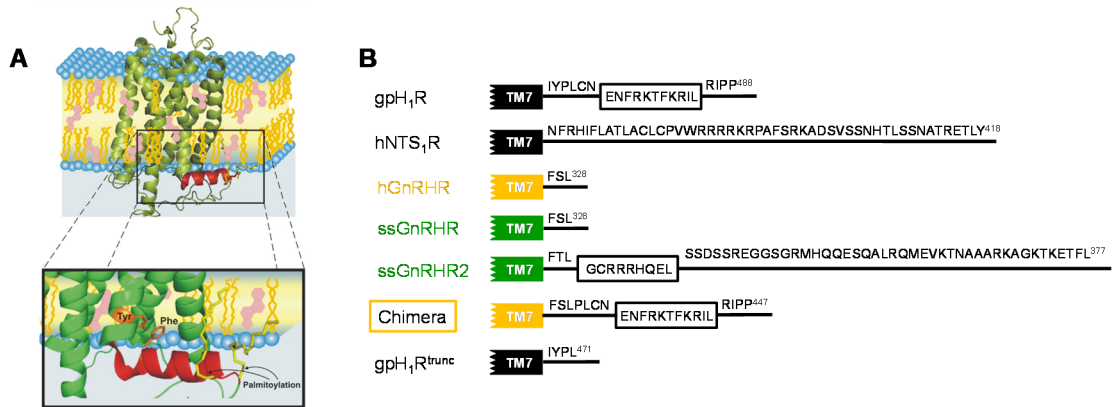 A
B
IYPLCN
RIPP488
gpH1R
TM7
ENFRKTFKRIL
NFRHIFLATLACLCPVWRRRRKRPAFSRKADSVSSNHTLSSNATRETLY418
hNTS1R
TM7
FSL328
hGnRHR
TM7
FSL328
ssGnRHR
TM7
FTL
SSDSSREGGSGRMHQQESQALRQMEVKTNAAARKAGKTKETFL377
ssGnRHR2
TM7
GCRRRHQEL
FSLPLCN
RIPP447
Chimera
TM7
ENFRKTFKRIL
IYPL471
gpH1Rtrunc
TM7
Tyr
Phe
Palmitoylation